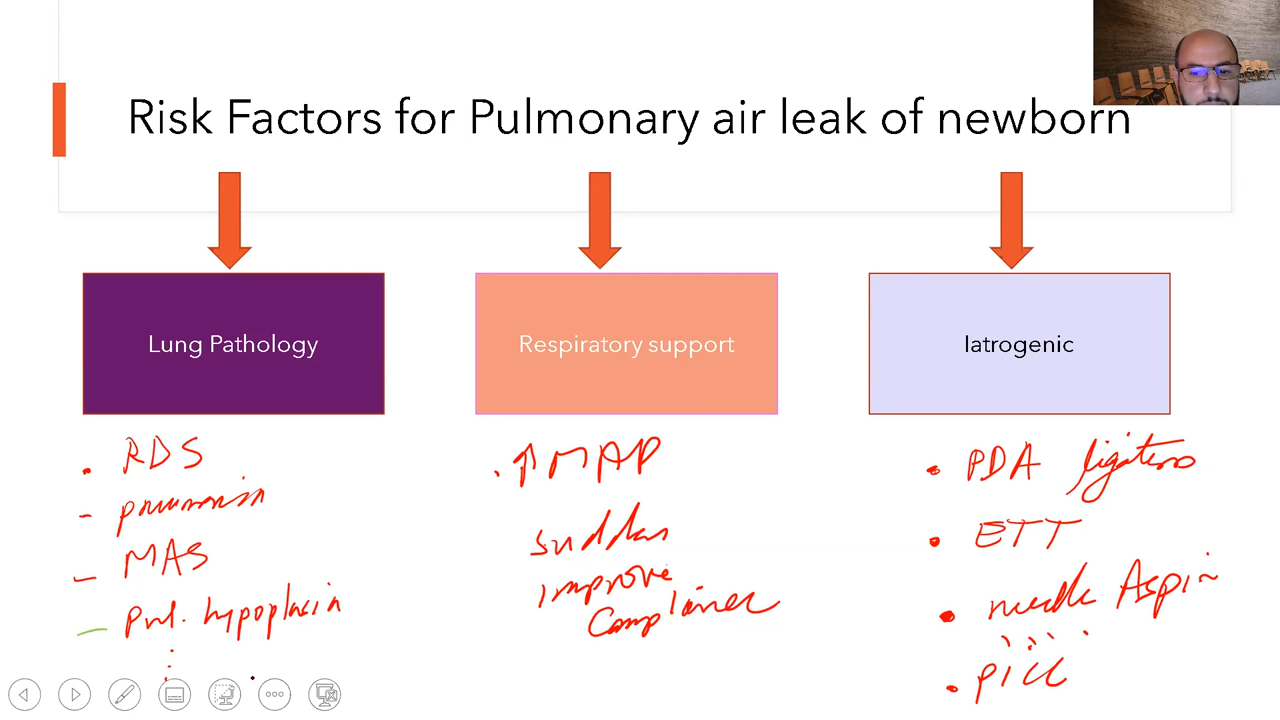 Risk Factors for Pulmonary air leak of newborn
Lung Pathology
• RDS
- pneumonia
- MAS
- Pul. hypoplasia
Respiratory support
. ↑ MAP
sudden
improve
Compliance
Iatrogenic
• PDA ligation
• ETT
• needle Aspir
• PICC